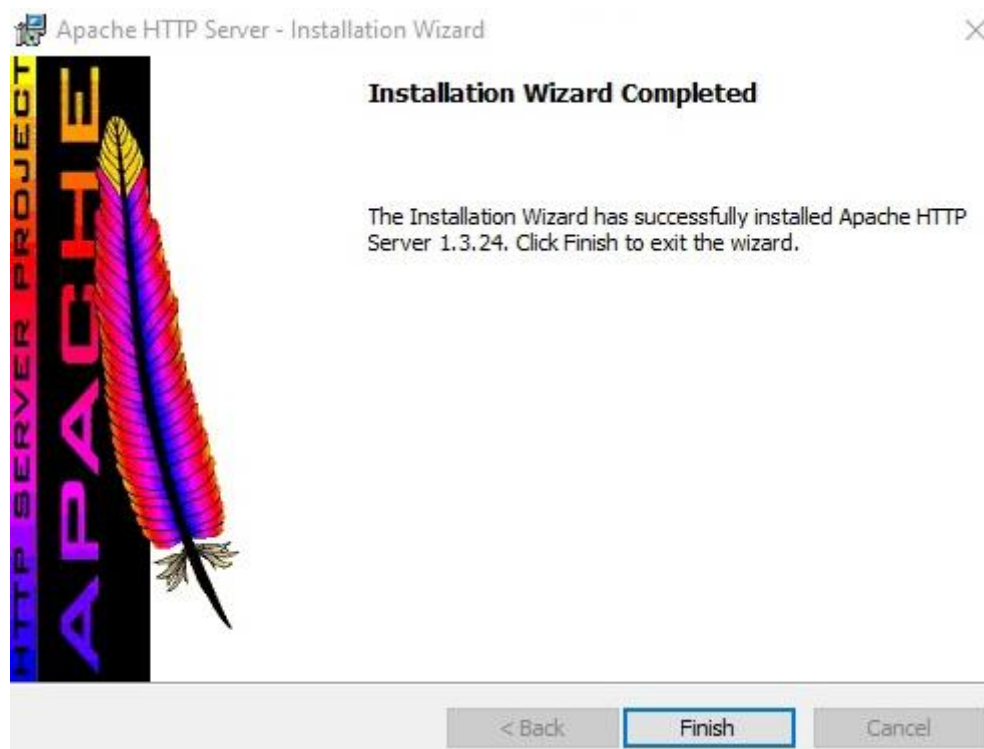 Apache HTTP Server - Installation Wizard
HTTP SERVER PROJECT
APACHE
Installation Wizard Completed
The Installation Wizard has successfully installed Apache HTTP
Server 1.3.24. Click Finish to exit the wizard.
< Back
Finish
Cancel